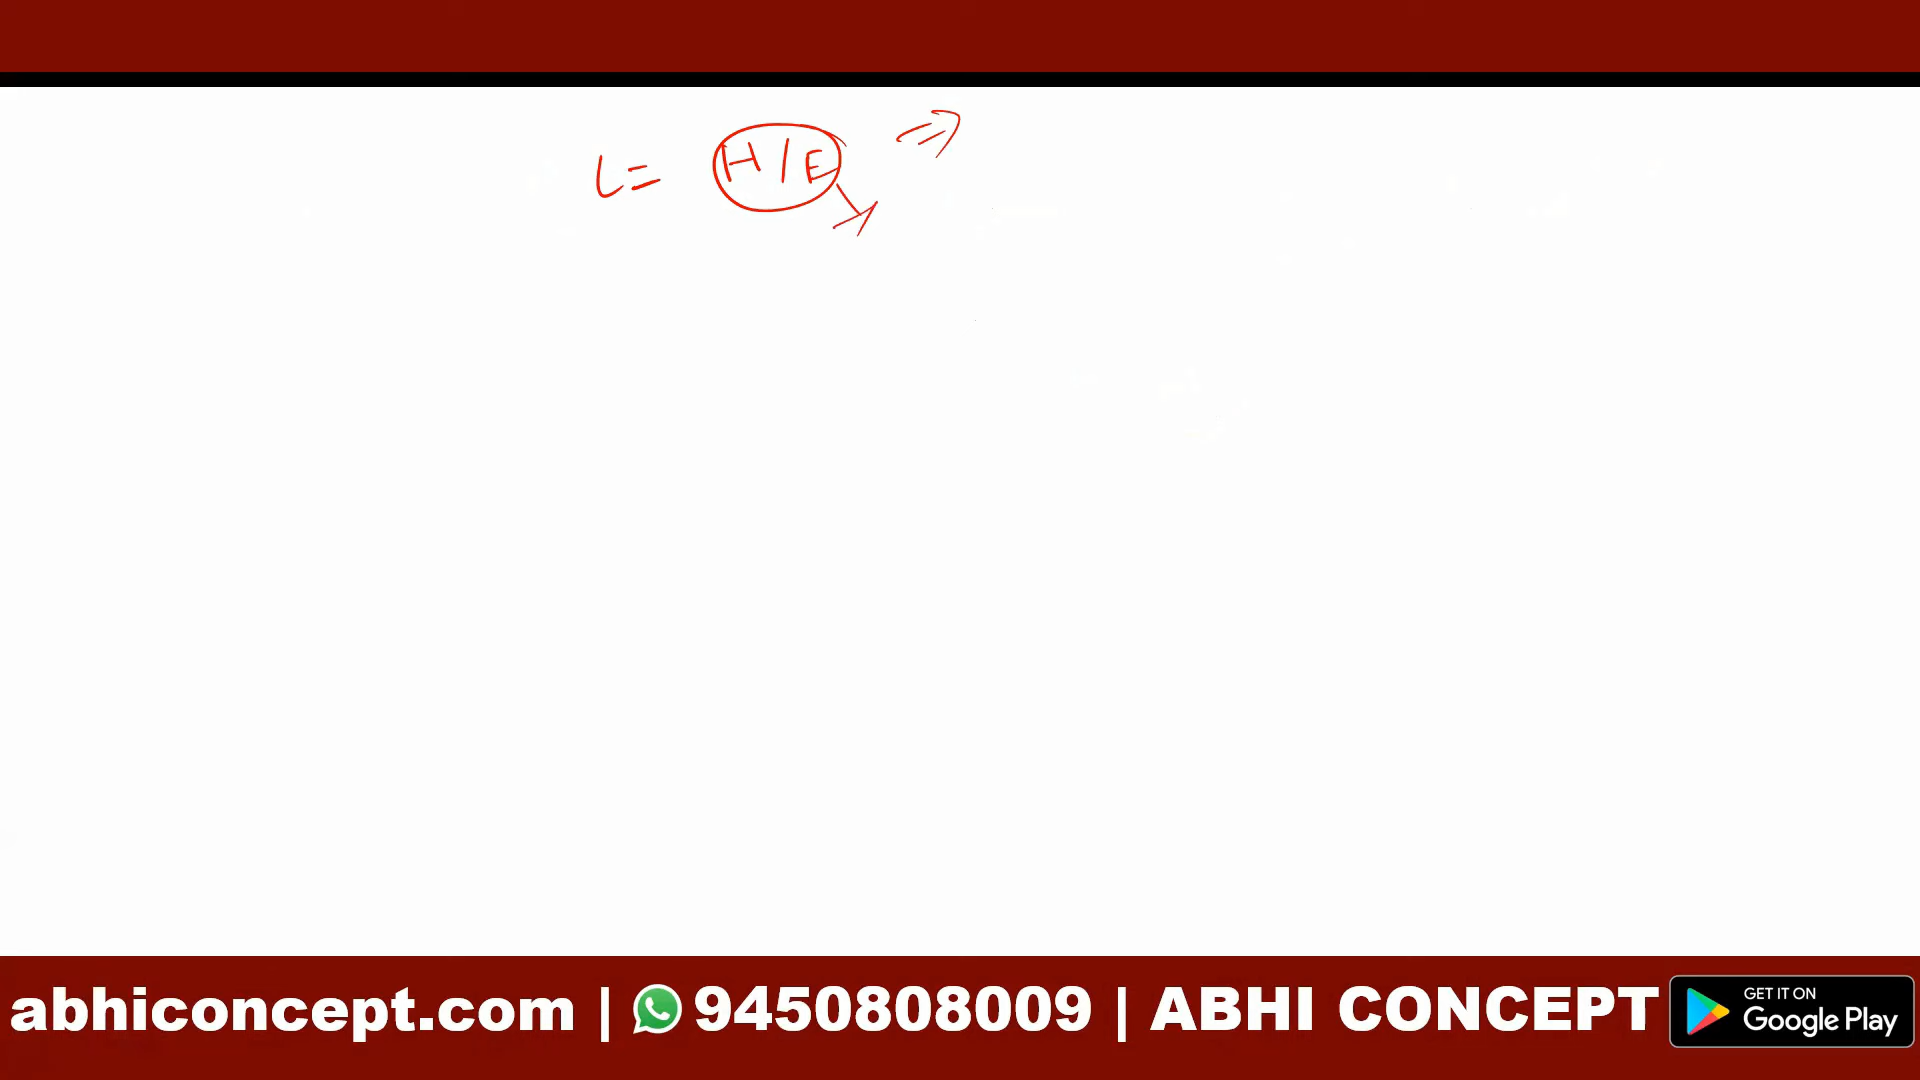 L= H/E ⇒
abhiconcept.com | 9450808009 | ABHI CONCEPT
GET IT ON
Google Play